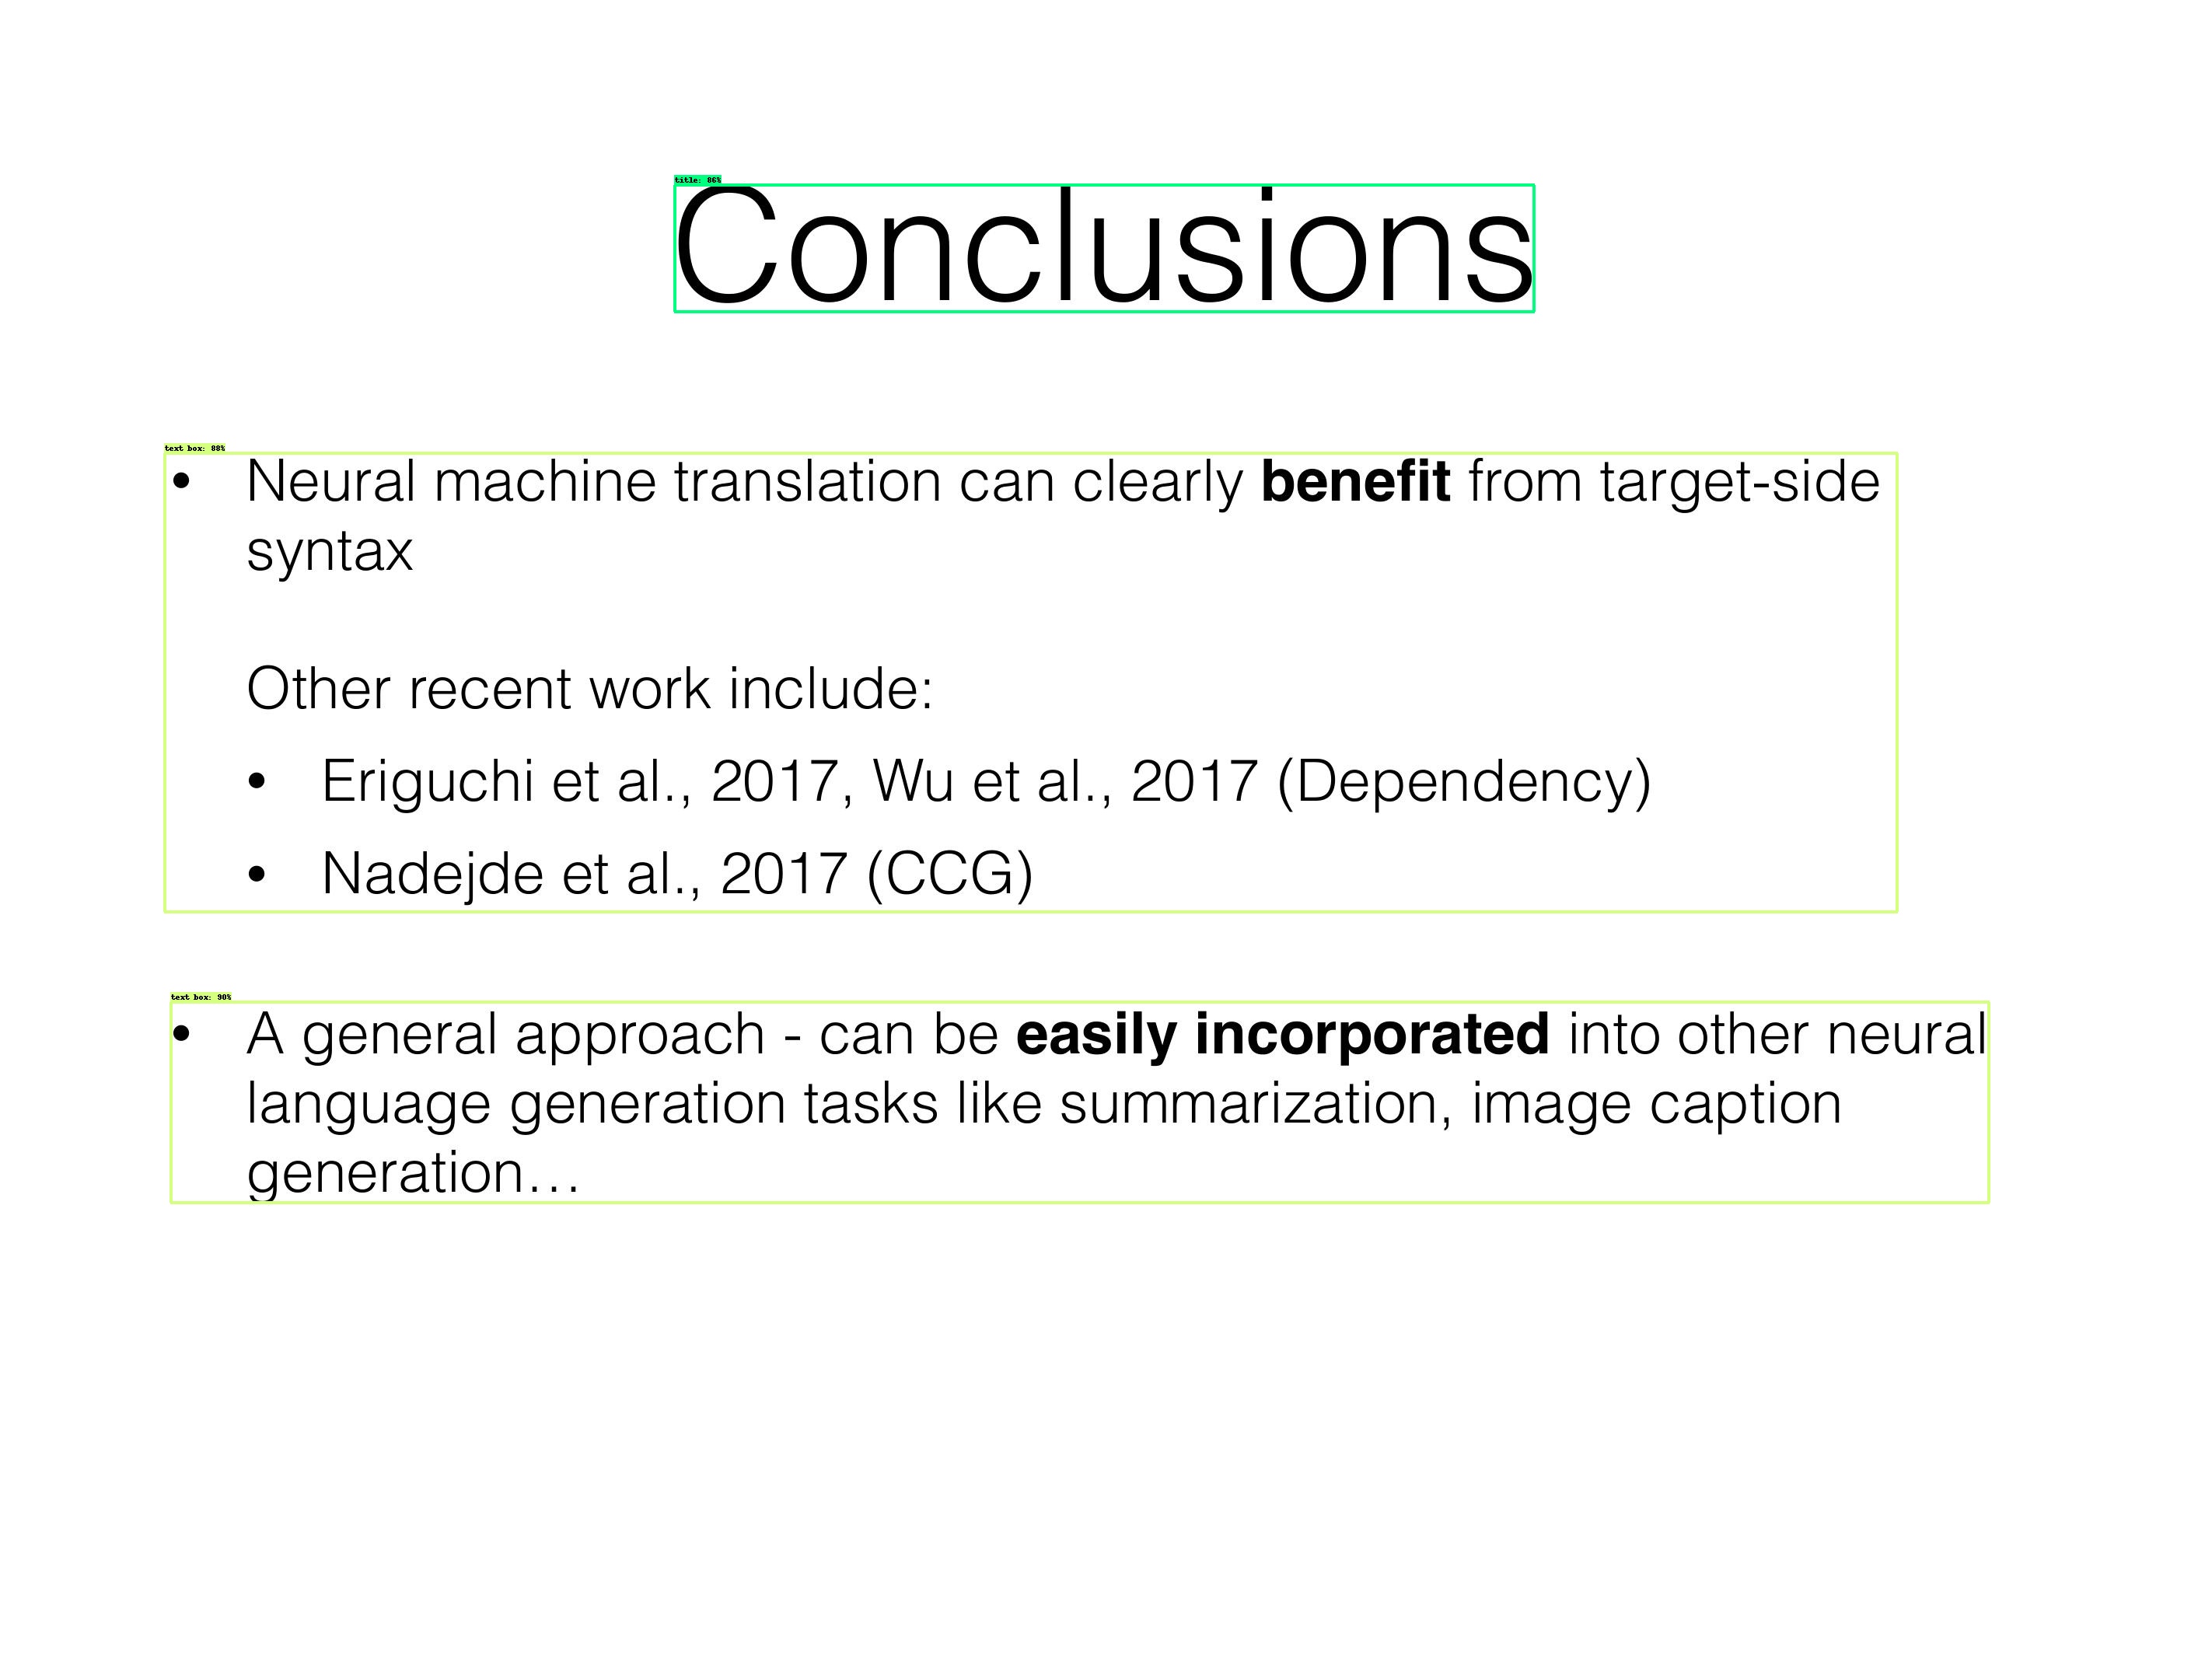 title: 86%
Conclusions
text box: 88%
• Neural machine translation can clearly benefit from target-side
syntax
Other recent work include:
• Eriguchi et al., 2017, Wu et al., 2017 (Dependency)
• Nadejde et al., 2017 (CCG)
text box: 90%
• A general approach - can be easily incorporated into other neural
language generation tasks like summarization, image caption
generation…